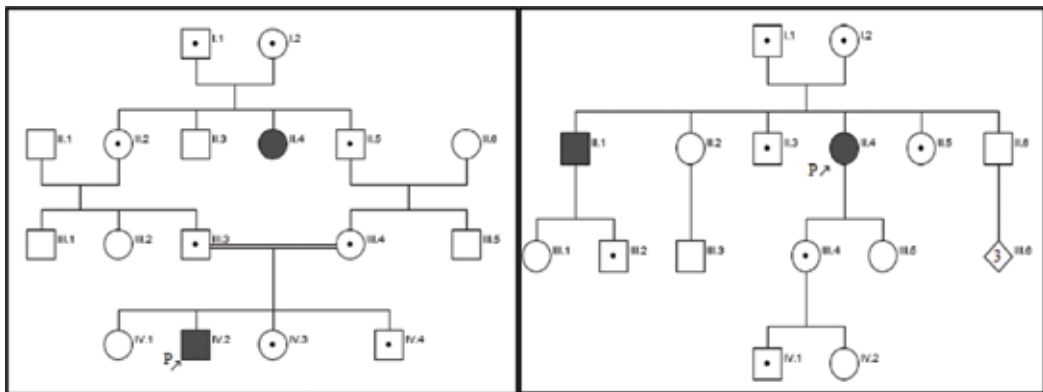 I.1 I.2
II.1 II.2 II.3 II.4 II.5 II.6
III.1 III.2 III.3 III.4 III.5
IV.1 IV.2 IV.3 IV.4
P
I.1 I.2
II.1 II.2 II.3 II.4 II.5 II.6
P
III.1 III.2 III.3 III.4 III.5 3 III.6
IV.1 IV.2